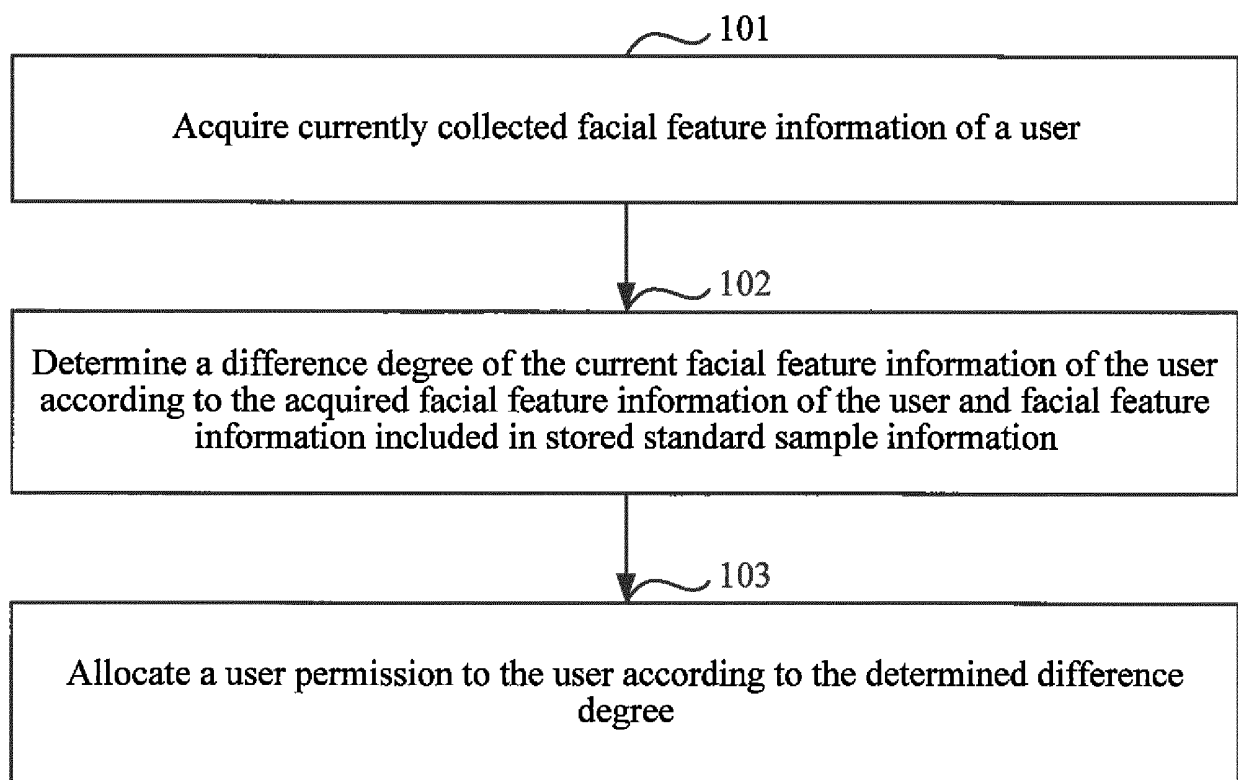 101
Acquire currently collected facial feature information of a user
102
Determine a difference degree of the current facial feature information of the user
according to the acquired facial feature information of the user and facial feature
information included in stored standard sample information
103
Allocate a user permission to the user according to the determined difference
degree